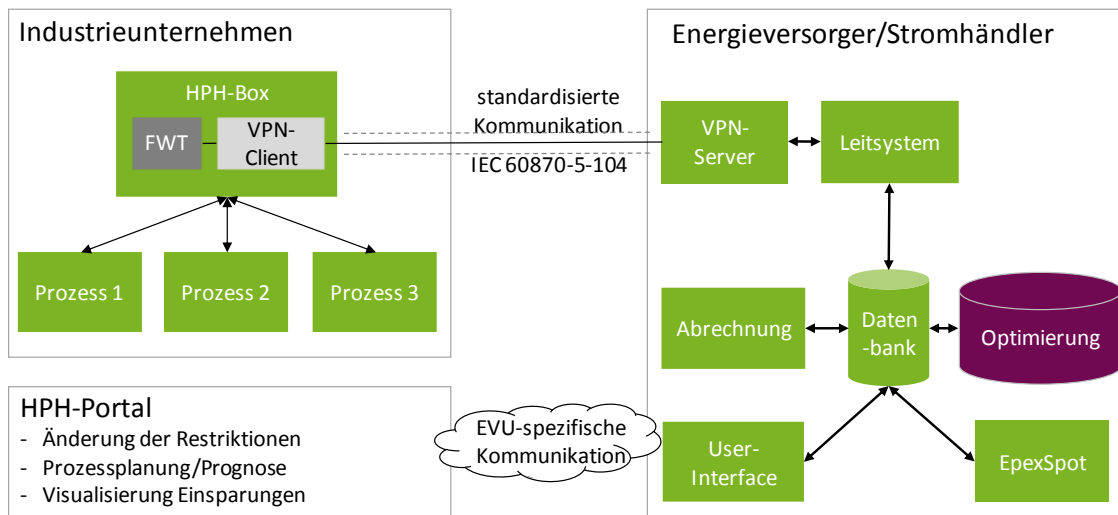 Industrieunternehmen
HPH-Box
FWT
VPN-
Client
Prozess 1
Prozess 2
Prozess 3
standardisierte
Kommunikation
IEC 60870-5-104
Energieversorger/Stromhändler
VPN-
Server
Leitsystem
Abrechnung
Daten
-bank
Optimierung
User-
Interface
EpexSpot
HPH-Portal
- Änderung der Restriktionen
- Prozessplanung/Prognose
- Visualisierung Einsparungen
EVU-spezifische
Kommunikation